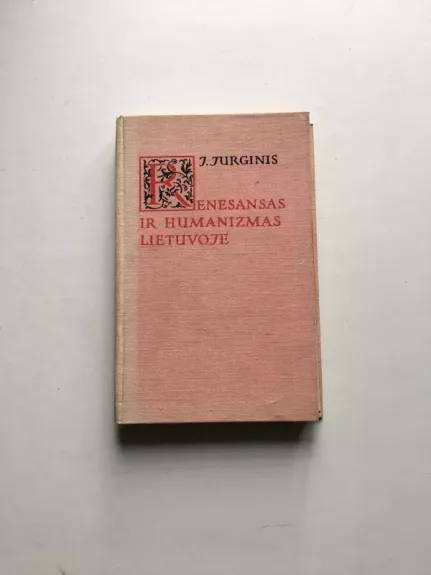 J. JURGINIS
RENESANSAS
IR HUMANIZMAS
LIETUVOJE